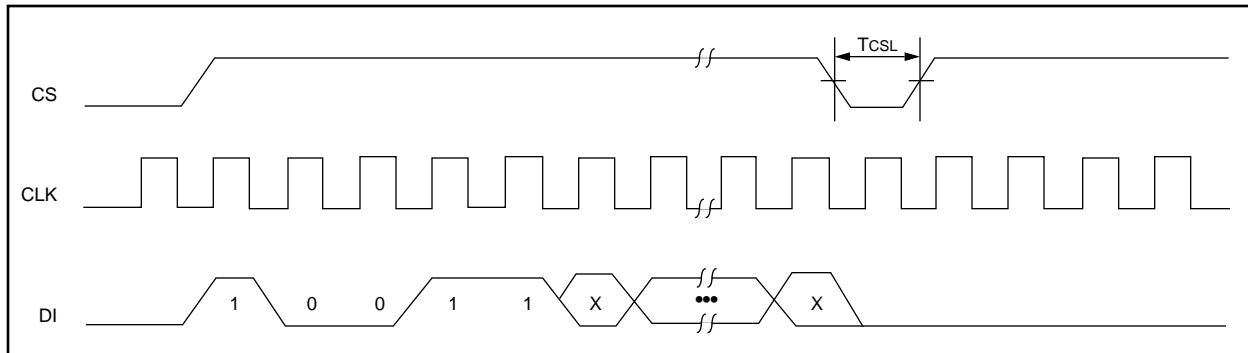 TCSL
CS
CLK
DI
1 0 0 1 1 X ••• X